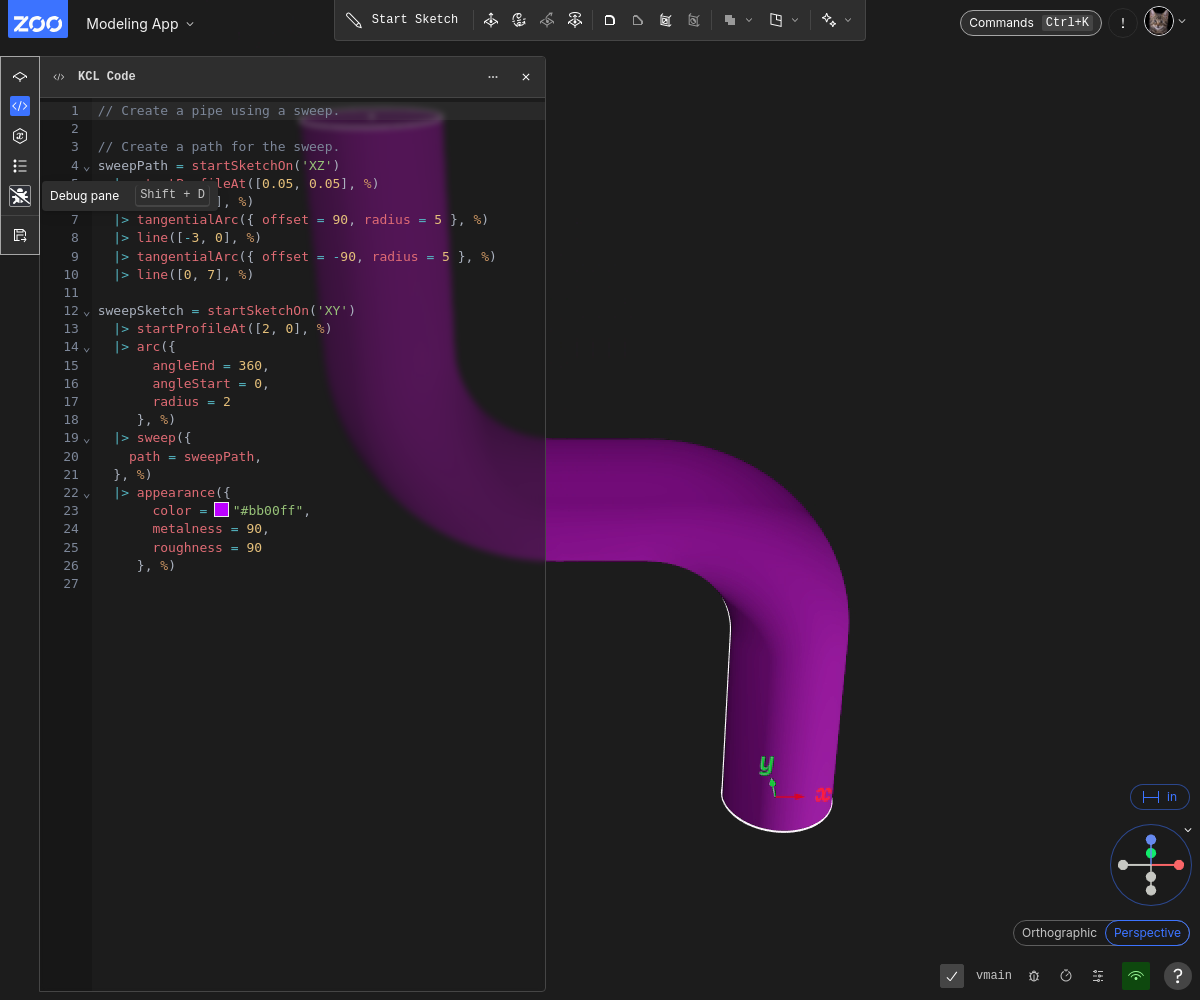 ZOO Modeling App Start Sketch Commands Ctrl+K !
KCL Code
1 // Create a pipe using a sweep.
2
3 // Create a path for the sweep.
4 sweepPath = startSketchOn('XZ')
At([0.05, 0.05], %)
Debug pane Shift + D ], %)
7 |> tangentialArc({ offset = 90, radius = 5 }, %)
8 |> line([-3, 0], %)
9 |> tangentialArc({ offset = -90, radius = 5 }, %)
10 |> line([0, 7], %)
11
12 sweepSketch = startSketchOn('XY')
13 |> startProfileAt([2, 0], %)
14 |> arc({
15 angleEnd = 360,
16 angleStart = 0,
17 radius = 2
18 }, %)
19 |> sweep({
20 path = sweepPath,
21 }, %)
22 |> appearance({
23 color = "#bb00ff",
24 metalness = 90,
25 roughness = 90
26 }, %)
27
y
x
in
Orthographic Perspective
vmain ?